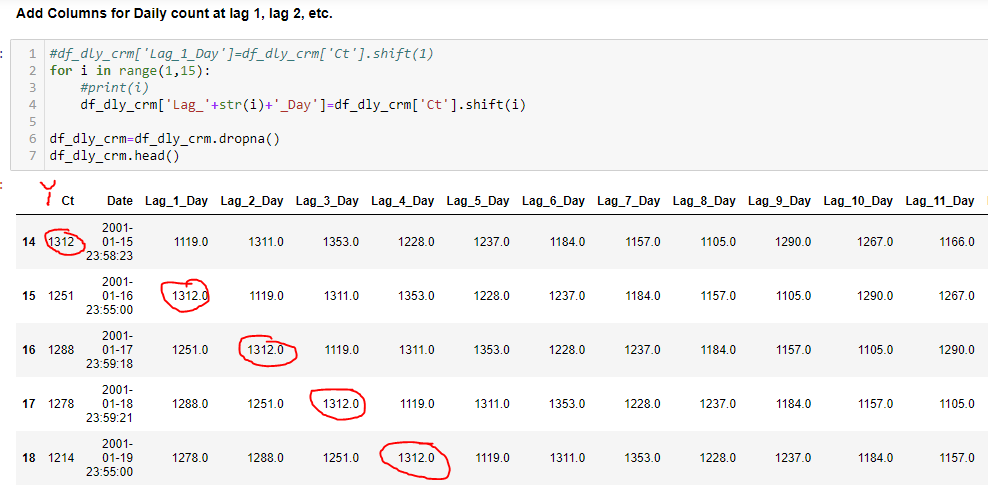 Add Columns for Daily count at lag 1, lag 2, etc.
:
1 #df_dly_crm['Lag_1_Day']=df_dly_crm['Ct'].shift(1)
2 for i in range(1,15):
3     #print(i)
4     df_dly_crm['Lag_'+str(i)+'_Day']=df_dly_crm['Ct'].shift(i)
5
6 df_dly_crm=df_dly_crm.dropna()
7 df_dly_crm.head()
:
Y
Ct Date Lag_1_Day Lag_2_Day Lag_3_Day Lag_4_Day Lag_5_Day Lag_6_Day Lag_7_Day Lag_8_Day Lag_9_Day Lag_10_Day Lag_11_Day
2001-
14 1312 01-15 1119.0 1311.0 1353.0 1228.0 1237.0 1184.0 1157.0 1105.0 1290.0 1267.0 1166.0
23:58:23
2001-
15 1251 01-16 1312.0 1119.0 1311.0 1353.0 1228.0 1237.0 1184.0 1157.0 1105.0 1290.0 1267.0
23:55:00
2001-
16 1288 01-17 1251.0 1312.0 1119.0 1311.0 1353.0 1228.0 1237.0 1184.0 1157.0 1105.0 1290.0
23:59:18
2001-
17 1278 01-18 1288.0 1251.0 1312.0 1119.0 1311.0 1353.0 1228.0 1237.0 1184.0 1157.0 1105.0
23:59:21
2001-
18 1214 01-19 1278.0 1288.0 1251.0 1312.0 1119.0 1311.0 1353.0 1228.0 1237.0 1184.0 1157.0
23:55:00